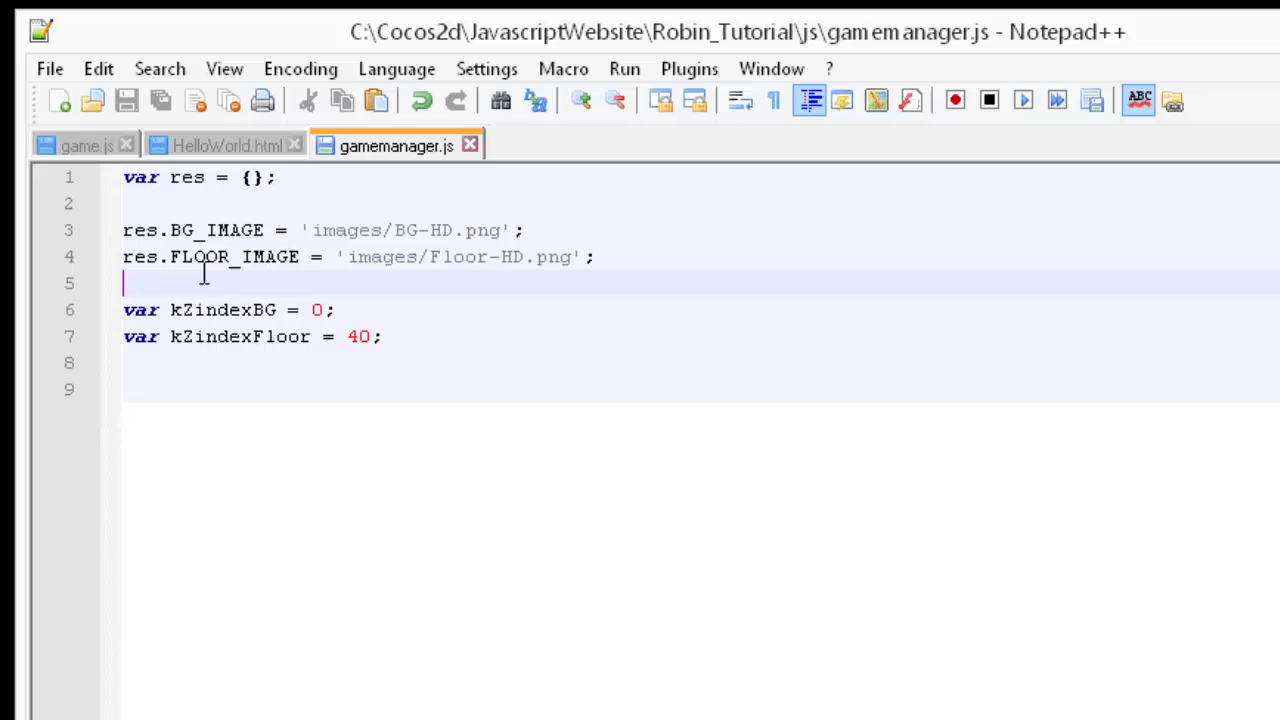 C:\Cocos2d\JavascriptWebsite\Robin_Tutorial\js\gamemanager.js - Notepad++
File Edit Search View Encoding Language Settings Macro Run Plugins Window ?
ABC
game.js HelloWorld.html gamemanager.js
1 var res = {};
2
3 res.BG_IMAGE = 'images/BG-HD.png';
4 res.FLOOR_IMAGE = 'images/Floor-HD.png';
5
6 var kZindexBG = 0;
7 var kZindexFloor = 40;
8
9